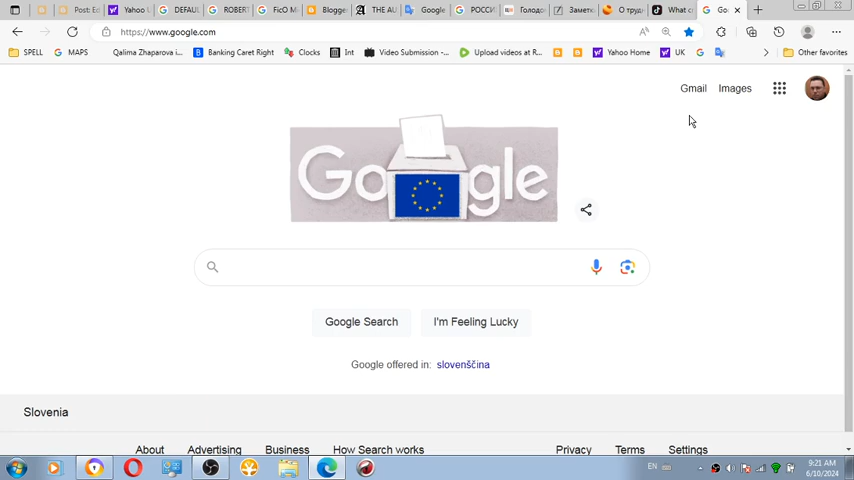 Post: Ed
Yahoo U
DEFAUL
ROBERT
FicO M
Blogge
THE AU
Google
РОССИ
Голодо
Заметк
О труд
What c
Go
https://www.google.com
SPELL
MAPS
Qalima Zhaparova i...
Banking Caret Right
Clocks
Int
Video Submission -...
Upload videos at R...
Yahoo Home
UK
Other favorites
Gmail
Images
Google
Google Search
I'm Feeling Lucky
Google offered in: slovenščina
Slovenia
About
Advertising
Business
How Search works
Privacy
Terms
Settings
EN
9:21 AM
6/10/2024